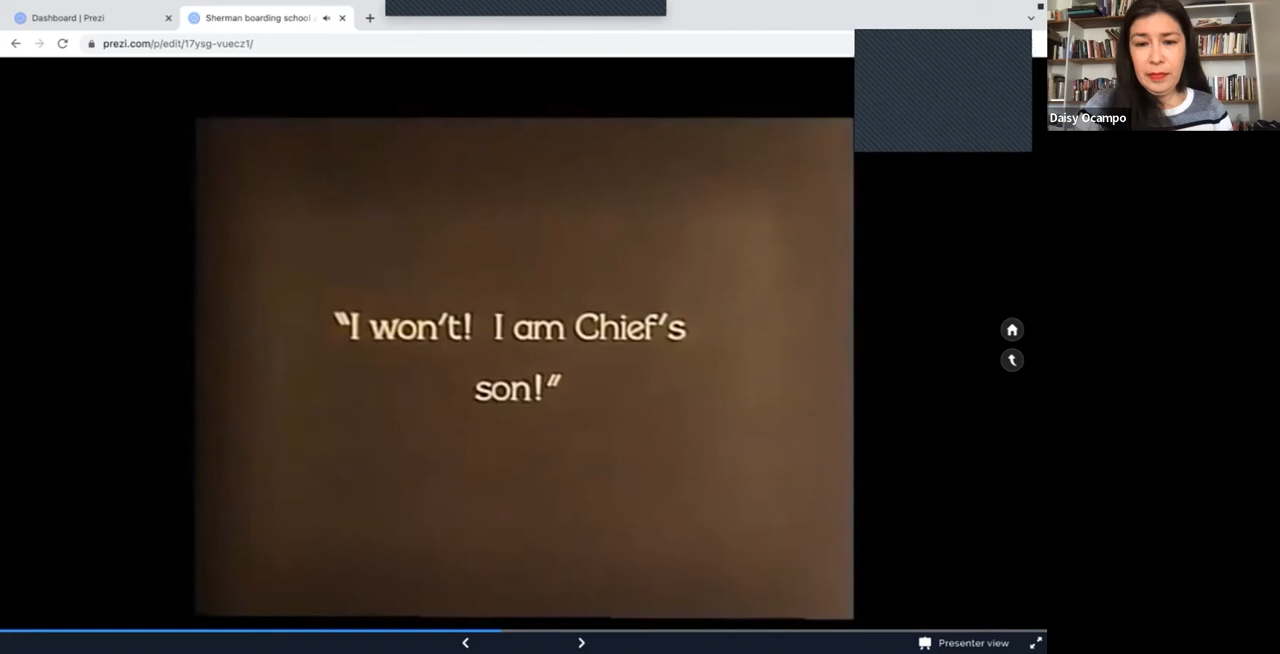 Dashboard | Prezi
Sherman boarding school
prezi.com/p/edit/17ysg-vuecz1/
Daisy Ocampo
"I won't! I am Chief's
son!"
Presenter view